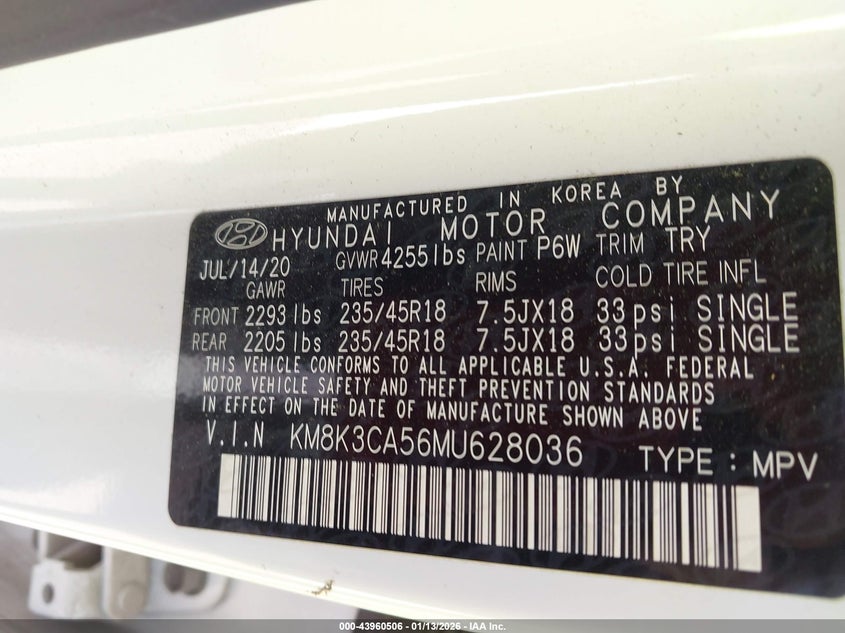 MANUFACTURED IN KOREA BY
HYUNDAI MOTOR COMPANY
JUL/14/20 GVWR 4255 lbs PAINT P6W TRIM TRY
GAWR TIRES RIMS COLD TIRE INFL
FRONT 2293 lbs 235/45R18 7.5JX18 33 psi SINGLE
REAR 2205 lbs 235/45R18 7.5JX18 33 psi SINGLE
THIS VEHICLE CONFORMS TO ALL APPLICABLE U.S.A. FEDERAL
MOTOR VEHICLE SAFETY AND THEFT PREVENTION STANDARDS
IN EFFECT ON THE DATE OF MANUFACTURE SHOWN ABOVE
V.I.N KM8K3CA56MU628036 TYPE : MPV
000-43960506 - 01/13/2026 - IAA Inc.